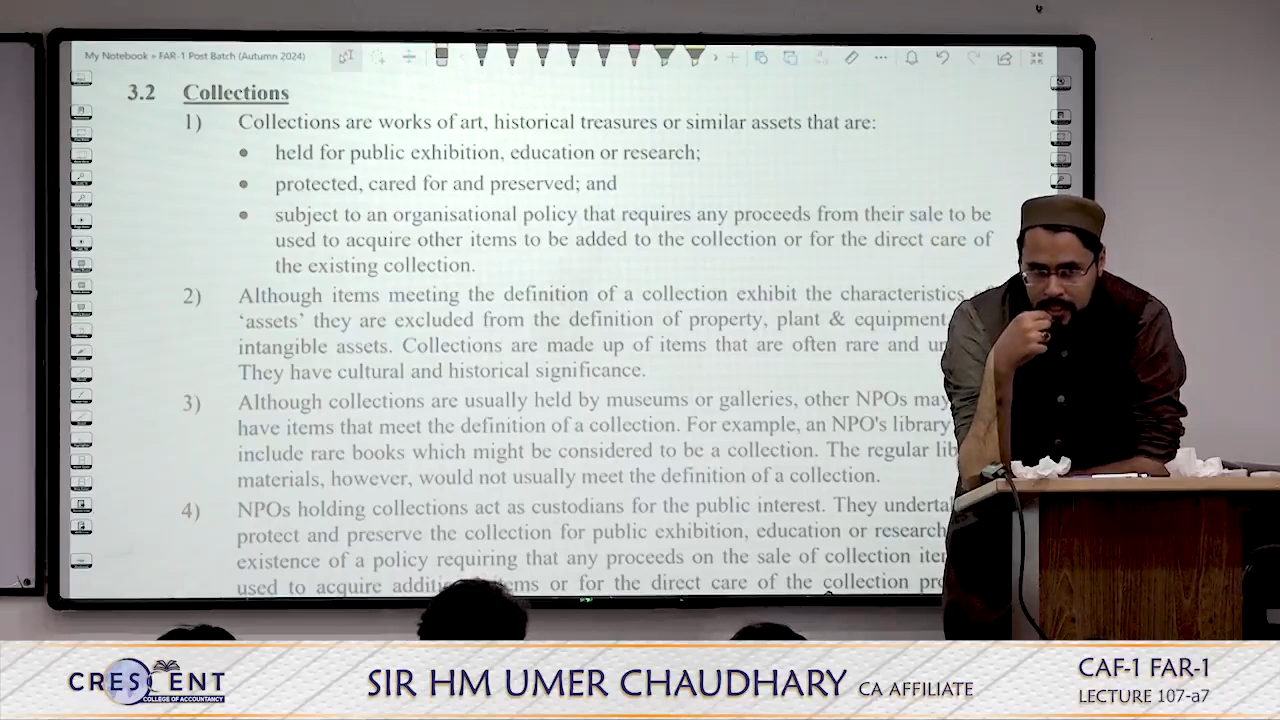 My Notebook » FAR-1 Post Batch (Autumn 2024)
3.2 Collections
1) Collections are works of art, historical treasures or similar assets that are:
• held for public exhibition, education or research;
• protected, cared for and preserved; and
• subject to an organisational policy that requires any proceeds from their sale to be
used to acquire other items to be added to the collection or for the direct care of
the existing collection.
2) Although items meeting the definition of a collection exhibit the characteristics
‘assets’ they are excluded from the definition of property, plant & equipment
intangible assets. Collections are made up of items that are often rare and
They have cultural and historical significance.
3) Although collections are usually held by museums or galleries, other NPOs may
have items that meet the definition of a collection. For example, an NPO's library
include rare books which might be considered to be a collection. The regular
materials, however, would not usually meet the definition of a collection.
4) NPOs holding collections act as custodians for the public interest. They
protect and preserve the collection for public exhibition, education or research
existence of a policy requiring that any proceeds on the sale of collection
used to acquire or for the direct care of the collection
CRESCENT
COLLEGE OF ACCOUNTANCY
SIR HM UMER CHAUDHARY CA AFFILIATE
CAF-1 FAR-1
LECTURE 107-a7